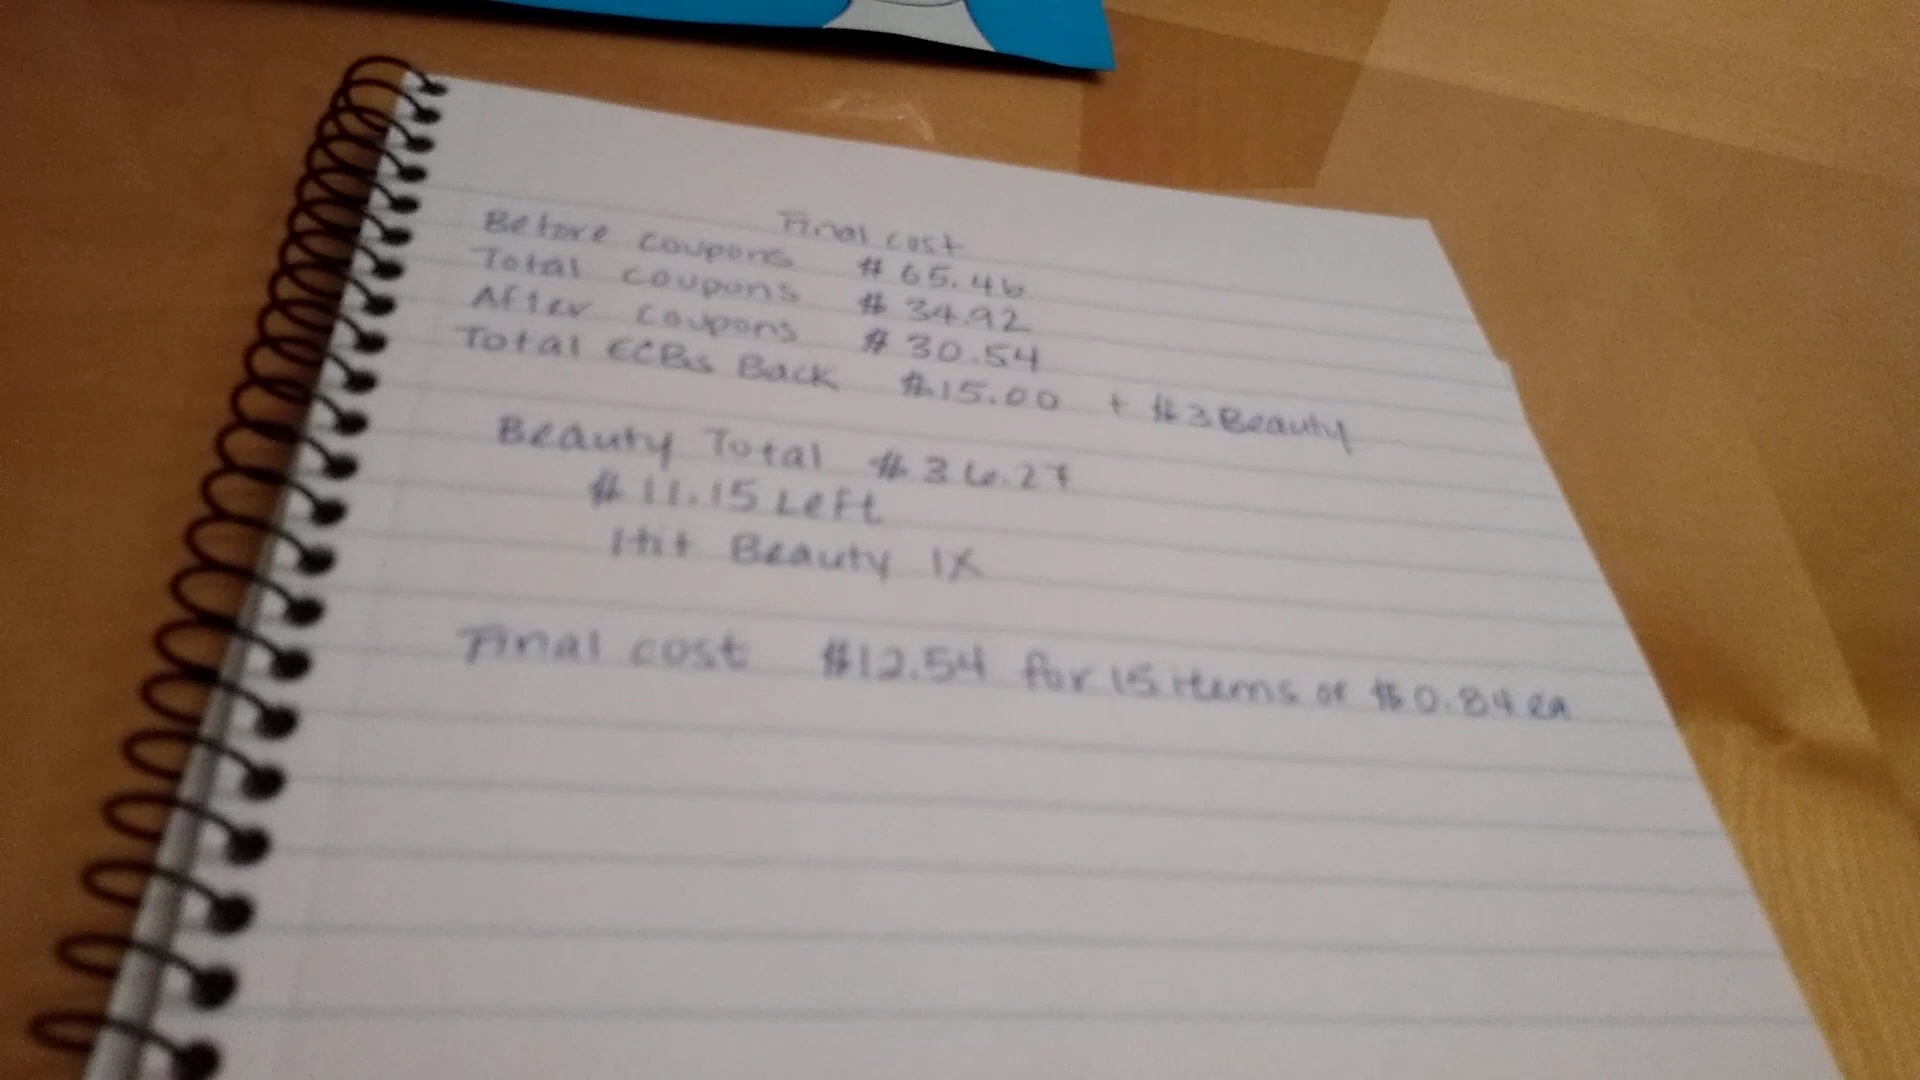 Final cost
Before coupons $65.46
Total coupons $34.92
After coupons $30.54
Total ECBs Back $15.00 + $3 Beauty
Beauty Total $36.27
$11.15 Left
Hit Beauty 1X
Final cost $12.54 for 15 items or $0.84 ea